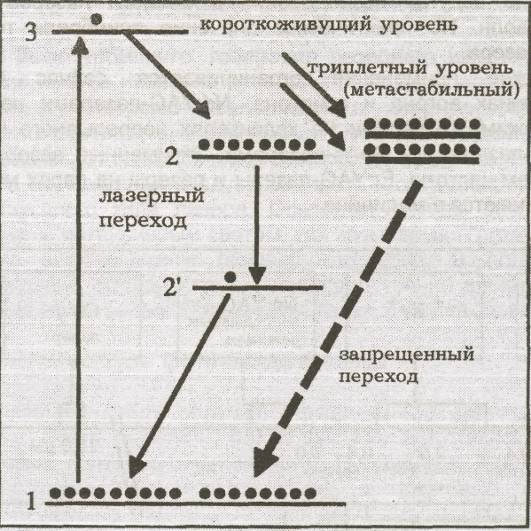 3
короткоживущий уровень
триплетный уровень
(метастабильный)
2
лазерный
переход
2'
запрещенный
переход
1